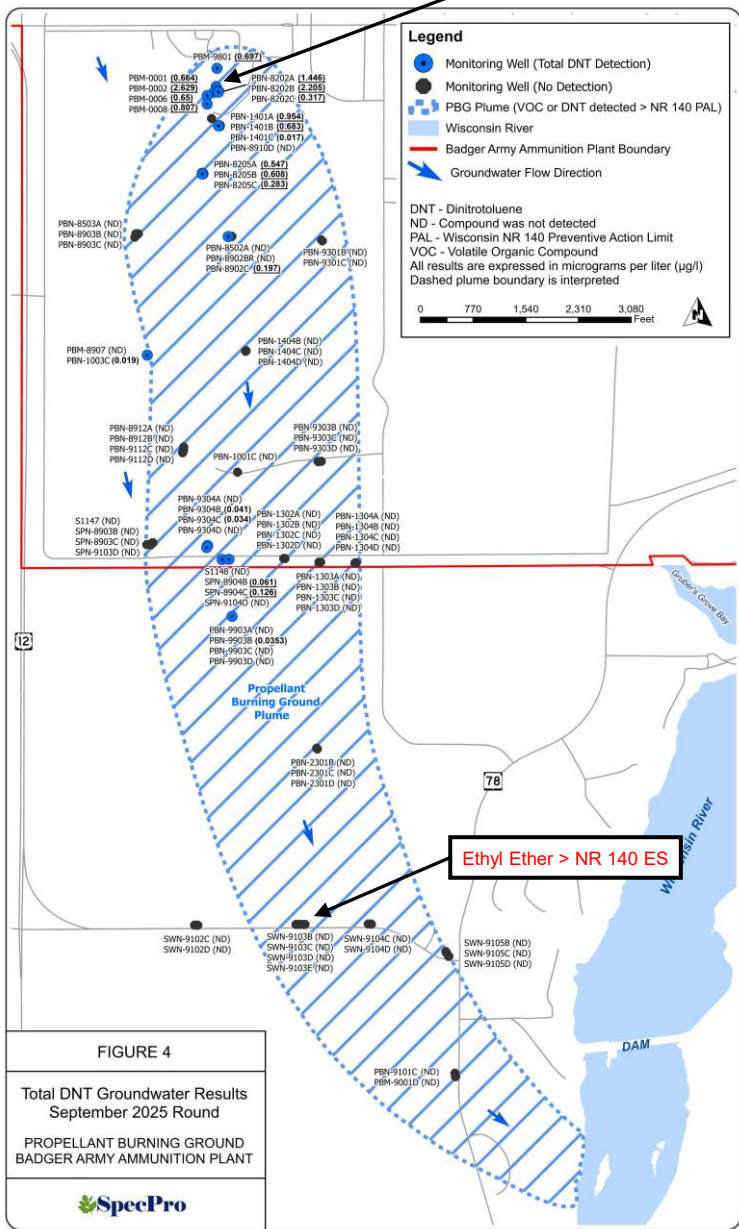 PBM-9801 (0.697)
PBM-0001 (0.664)
PBM-0002 (2.629)
PBM-0006 (0.65)
PBM-0008 (0.807)
PBN-8202A (1.446)
PBN-8202B (2.205)
PBN-8202C (0.317)
PBN-1401A (0.954)
PBN-1401B (0.683)
PBN-1401C (0.017)
PBN-8910D (ND)
PBN-8205A (0.547)
PBN-8205B (0.608)
PBN-8205C (0.283)
PBN-8503A (ND)
PBN-8903B (ND)
PBN-8903C (ND)
PBN-8502A (ND)
PBN-8902BR (ND)
PBN-8902C (0.197)
PBN-9301B (ND)
PBN-9301C (ND)
Legend
Monitoring Well (Total DNT Detection)
Monitoring Well (No Detection)
PBG Plume (VOC or DNT detected > NR 140 PAL)
Wisconsin River
Badger Army Ammunition Plant Boundary
Groundwater Flow Direction
DNT - Dinitrotoluene
ND - Compound was not detected
PAL - Wisconsin NR 140 Preventive Action Limit
VOC - Volatile Organic Compound
All results are expressed in micrograms per liter (µg/l)
Dashed plume boundary is interpreted
0 770 1,540 2,310 3,080
Feet
N
PBM-8907 (ND)
PBN-1003C (0.019)
PBN-1404B (ND)
PBN-1404C (ND)
PBN-1404D (ND)
PBN-8912A (ND)
PBN-8912B (ND)
PBN-9112C (ND)
PBN-9112D (ND)
PBN-1001C (ND)
PBN-9303B (ND)
PBN-9303C (ND)
PBN-9303D (ND)
S1147 (ND)
SPN-8903B (ND)
SPN-8903C (ND)
SPN-9103D (ND)
PBN-9304A (ND)
PBN-9304B (0.041)
PBN-9304C (0.034)
PBN-9304D (ND)
PBN-1302A (ND)
PBN-1302B (ND)
PBN-1302C (ND)
PBN-1302D (ND)
PBN-1304A (ND)
PBN-1304B (ND)
PBN-1304C (ND)
PBN-1304D (ND)
S1148 (ND)
SPN-8904B (0.061)
SPN-8904C (0.126)
SPN-9104D (ND)
PBN-1303A (ND)
PBN-1303B (ND)
PBN-1303C (ND)
PBN-1303D (ND)
Gruber's Grove Bay
PBN-9903A (ND)
PBN-9903B (0.0353)
PBN-9903C (ND)
PBN-9903D (ND)
12
Propellant
Burning Ground
Plume
PBN-2301B (ND)
PBN-2301C (ND)
PBN-2301D (ND)
78
River
Ethyl Ether > NR 140 ES
SWN-9102C (ND)
SWN-9102D (ND)
SWN-9103B (ND)
SWN-9103C (ND)
SWN-9103D (ND)
SWN-9103E (ND)
SWN-9104C (ND)
SWN-9104D (ND)
SWN-9105B (ND)
SWN-9105C (ND)
SWN-9105D (ND)
DAM
PBN-9101C (ND)
PBM-9001D (ND)
FIGURE 4
Total DNT Groundwater Results
September 2025 Round
PROPELLANT BURNING GROUND
BADGER ARMY AMMUNITION PLANT
SpecPro